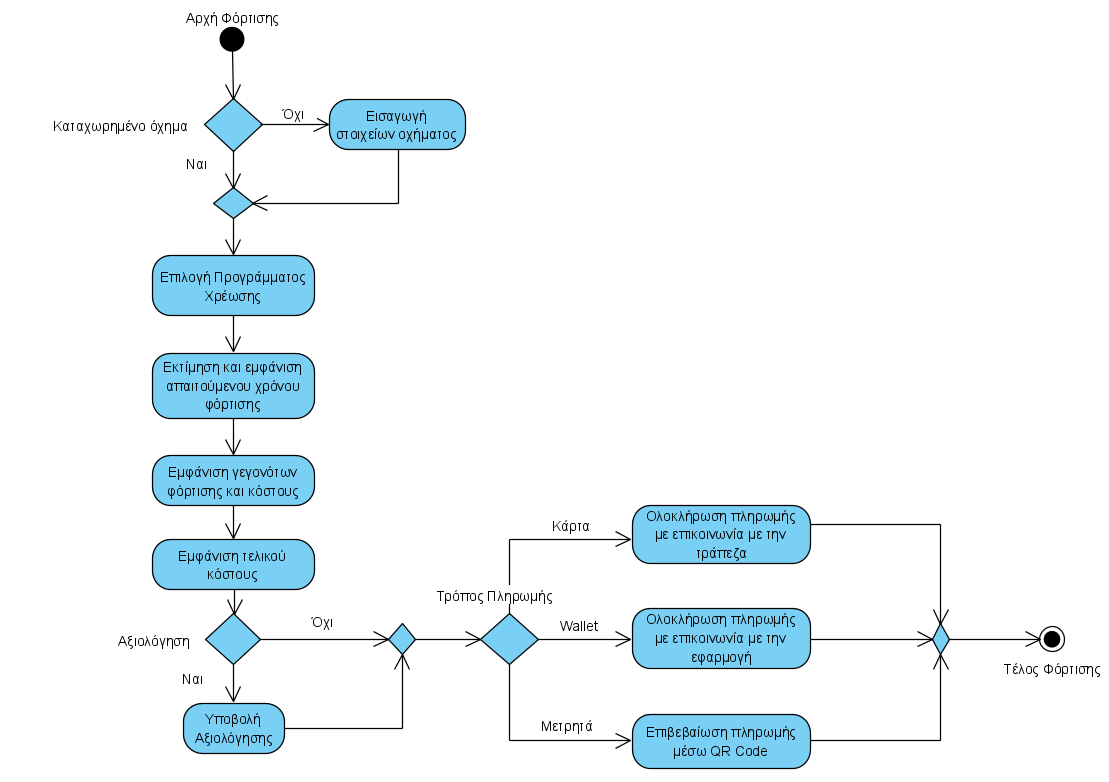 Αρχή Φόρτισης
Καταχωρημένο όχημα
Όχι
Εισαγωγή
στοιχείων οχήματος
Ναι
Επιλογή Προγράμματος
Χρέωσης
Εκτίμηση και εμφάνιση
απαιτούμενου χρόνου
φόρτισης
Εμφάνιση γεγονότων
φόρτισης και κόστους
Εμφάνιση τελικού
κόστους
Αξιολόγηση
Όχι
Ναι
Υποβολή
Αξιολόγησης
Τρόπος Πληρωμής
Κάρτα
Ολοκλήρωση πληρωμής
με επικοινωνία με την
τράπεζα
Wallet
Ολοκλήρωση πληρωμής
με επικοινωνία με την
εφαρμογή
Μετρητά
Επιβεβαίωση πληρωμής
μέσω QR Code
Τέλος Φόρτισης